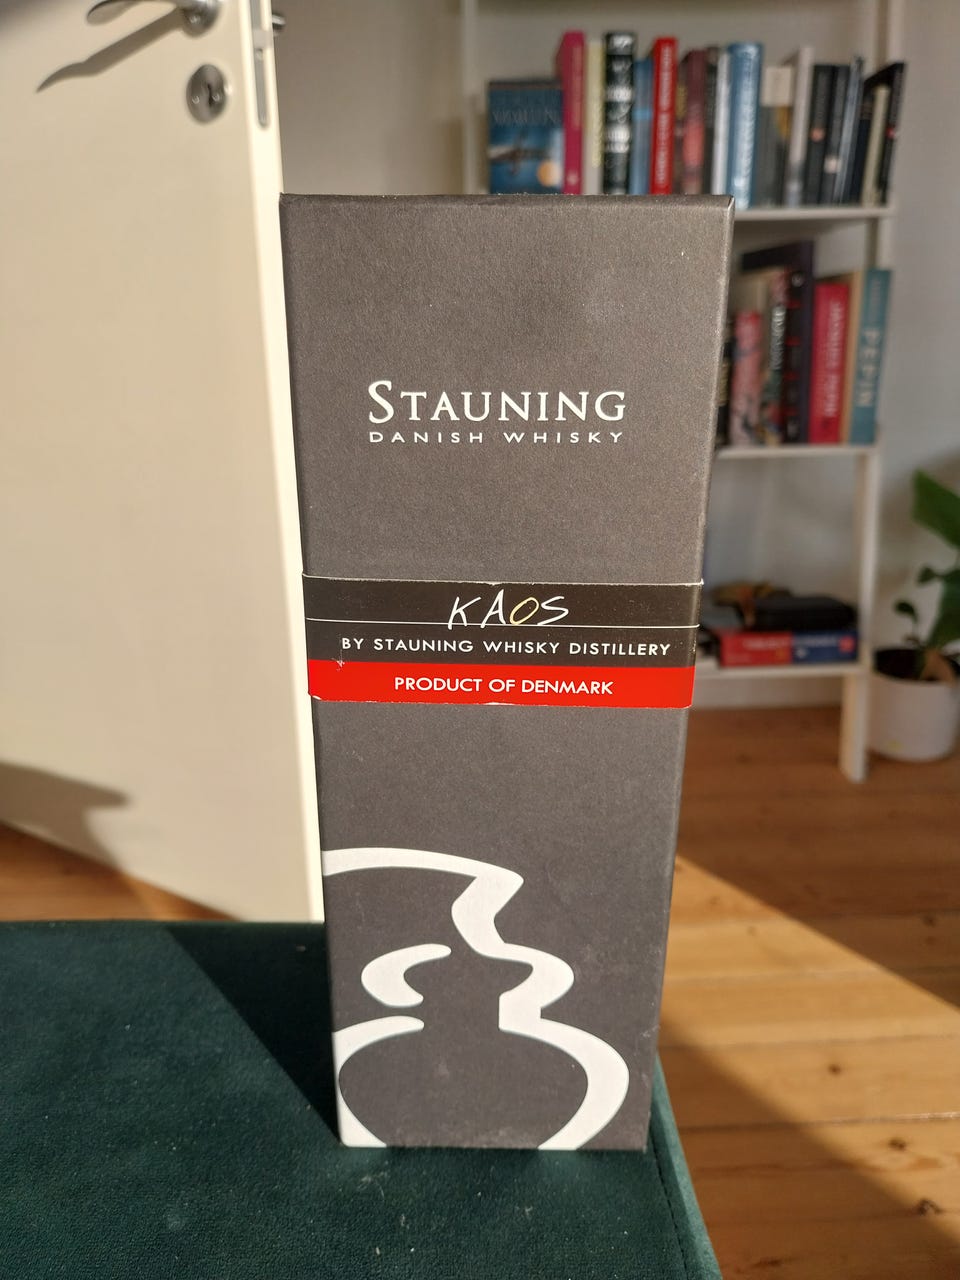 STAUNING
DANISH WHISKY
KAOS
BY STAUNING WHISKY DISTILLERY
PRODUCT OF DENMARK